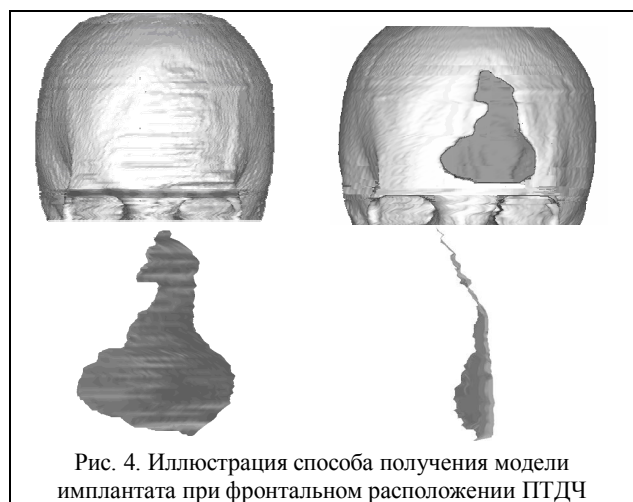 Рис. 4. Иллюстрация способа получения модели
имплантата при фронтальном расположении ПТДЧ